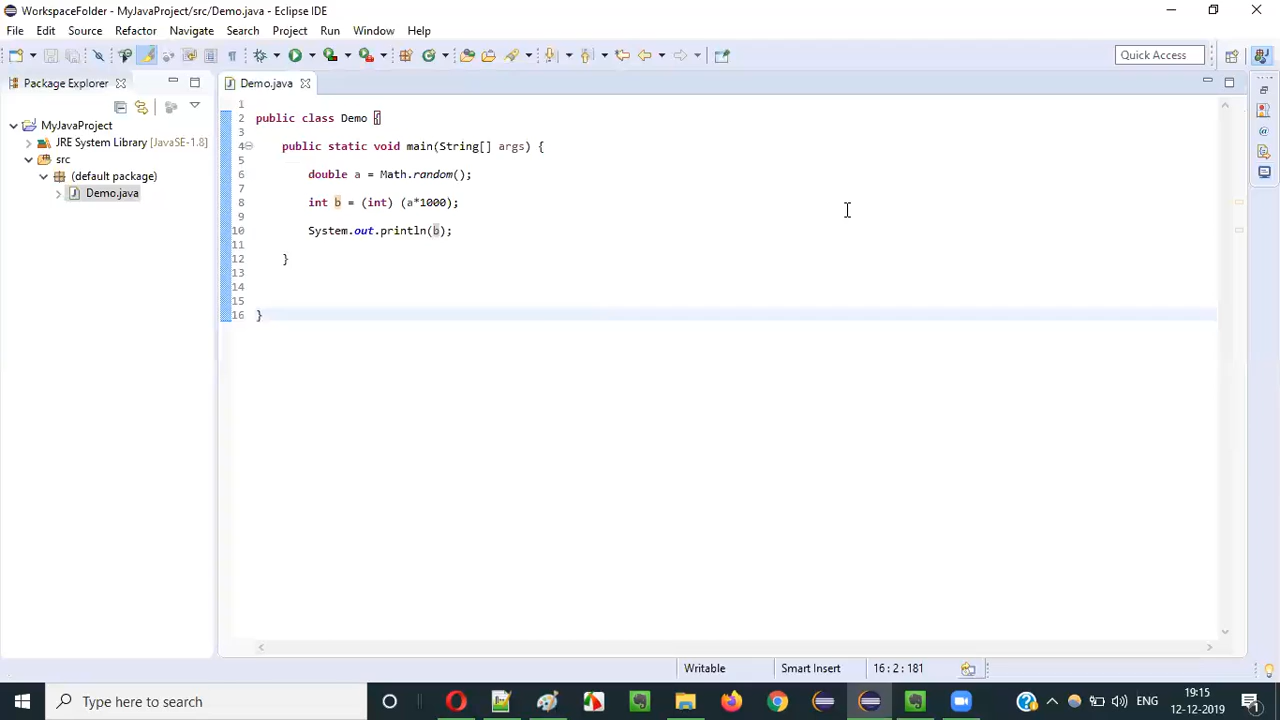 WorkspaceFolder - MyJavaProject/src/Demo.java - Eclipse IDE
File Edit Source Refactor Navigate Search Project Run Window Help
Quick Access
Package Explorer
Demo.java
MyJavaProject
JRE System Library [JavaSE-1.8]
src
(default package)
Demo.java
1
2 public class Demo {
3
4 public static void main(String[] args) {
5
6 double a = Math.random();
7
8 int b = (int) (a*1000);
9
10 System.out.println(b);
11
12 }
13
14
15
16 }
Writable Smart Insert 16 : 2 : 181
Type here to search
ENG
19:15
12-12-2019
1